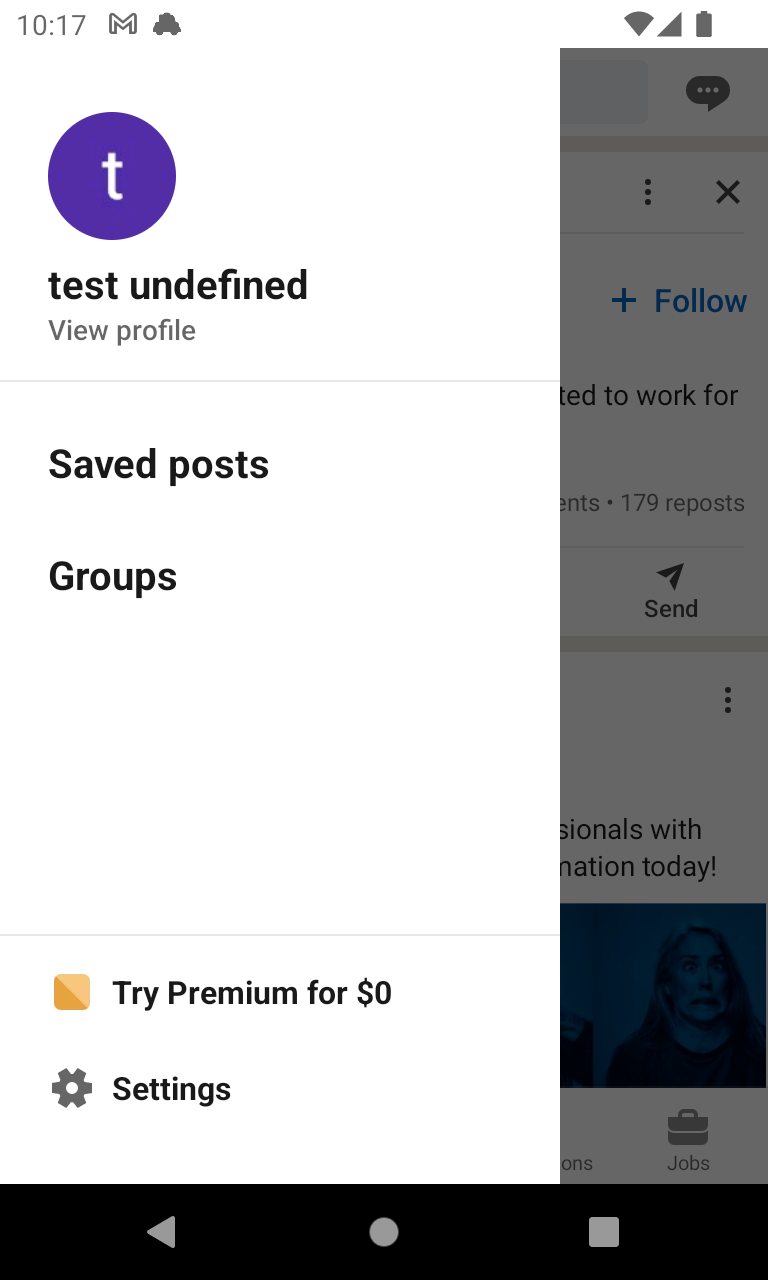 10:17
t
test undefined
View profile
Follow
ted to work for
Saved posts
ents • 179 reposts
Groups
Send
sionals with
mation today!
Try Premium for $0
Settings
ons
Jobs